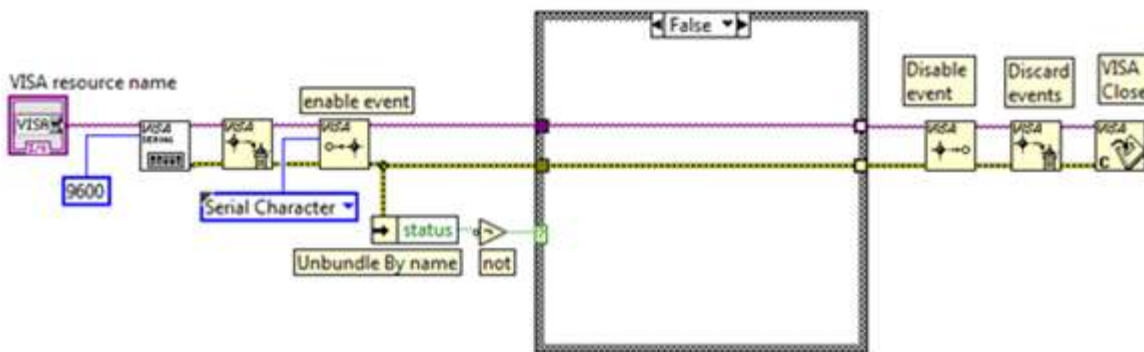 False
VISA resource name
enable event
Disable
event
Discard
events
VISA
Close
VISA
VISA
SERIAL
VISA
VISA
VISA
VISA
VISA
C
9600
Serial Character
status
Unbundle By name
not
?